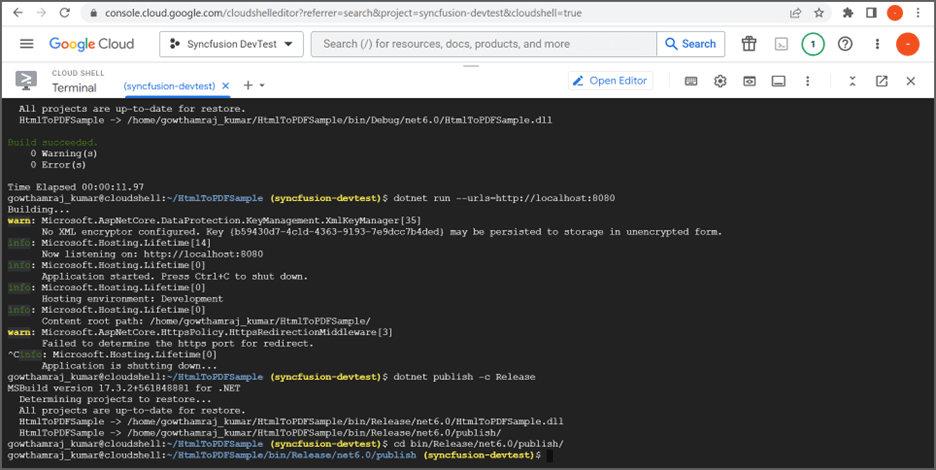 console.cloud.google.com/cloudshelleditor?referrer=search&project=syncfusion-devtest&cloudshell=true
Google Cloud Syncfusion DevTest Search (/) for resources, docs, products, and more Search 1
CLOUD SHELL
Terminal (syncfusion-devtest) Open Editor
All projects are up-to-date for restore.
HtmlToPDFSample -> /home/gowthamraj_kumar/HtmlToPDFSample/bin/Debug/net6.0/HtmlToPDFSample.dll
Build succeeded.
0 Warning(s)
0 Error(s)
Time Elapsed 00:00:11.97
gowthamraj_kumar@cloudshell:~/HtmlToPDFSample (syncfusion-devtest)$ dotnet run --urls=http://localhost:8080
Building...
warn: Microsoft.AspNetCore.DataProtection.KeyManagement.XmlKeyManager[35]
No XML encryptor configured. Key {b59430d7-4c1d-4363-9193-7e9dcc7b4ded} may be persisted to storage in unencrypted form.
info: Microsoft.Hosting.Lifetime[14]
Now listening on: http://localhost:8080
info: Microsoft.Hosting.Lifetime[0]
Application started. Press Ctrl+C to shut down.
info: Microsoft.Hosting.Lifetime[0]
Hosting environment: Development
info: Microsoft.Hosting.Lifetime[0]
Content root path: /home/gowthamraj_kumar/HtmlToPDFSample/
warn: Microsoft.AspNetCore.HttpsPolicy.HttpsRedirectionMiddleware[3]
Failed to determine the https port for redirect.
^Cinfo: Microsoft.Hosting.Lifetime[0]
Application is shutting down...
gowthamraj_kumar@cloudshell:~/HtmlToPDFSample (syncfusion-devtest)$ dotnet publish -c Release
MSBuild version 17.3.2+561848881 for .NET
Determining projects to restore...
All projects are up-to-date for restore.
HtmlToPDFSample -> /home/gowthamraj_kumar/HtmlToPDFSample/bin/Release/net6.0/HtmlToPDFSample.dll
HtmlToPDFSample -> /home/gowthamraj_kumar/HtmlToPDFSample/bin/Release/net6.0/publish/
gowthamraj_kumar@cloudshell:~/HtmlToPDFSample (syncfusion-devtest)$ cd bin/Release/net6.0/publish/
gowthamraj_kumar@cloudshell:~/HtmlToPDFSample/bin/Release/net6.0/publish (syncfusion-devtest)$